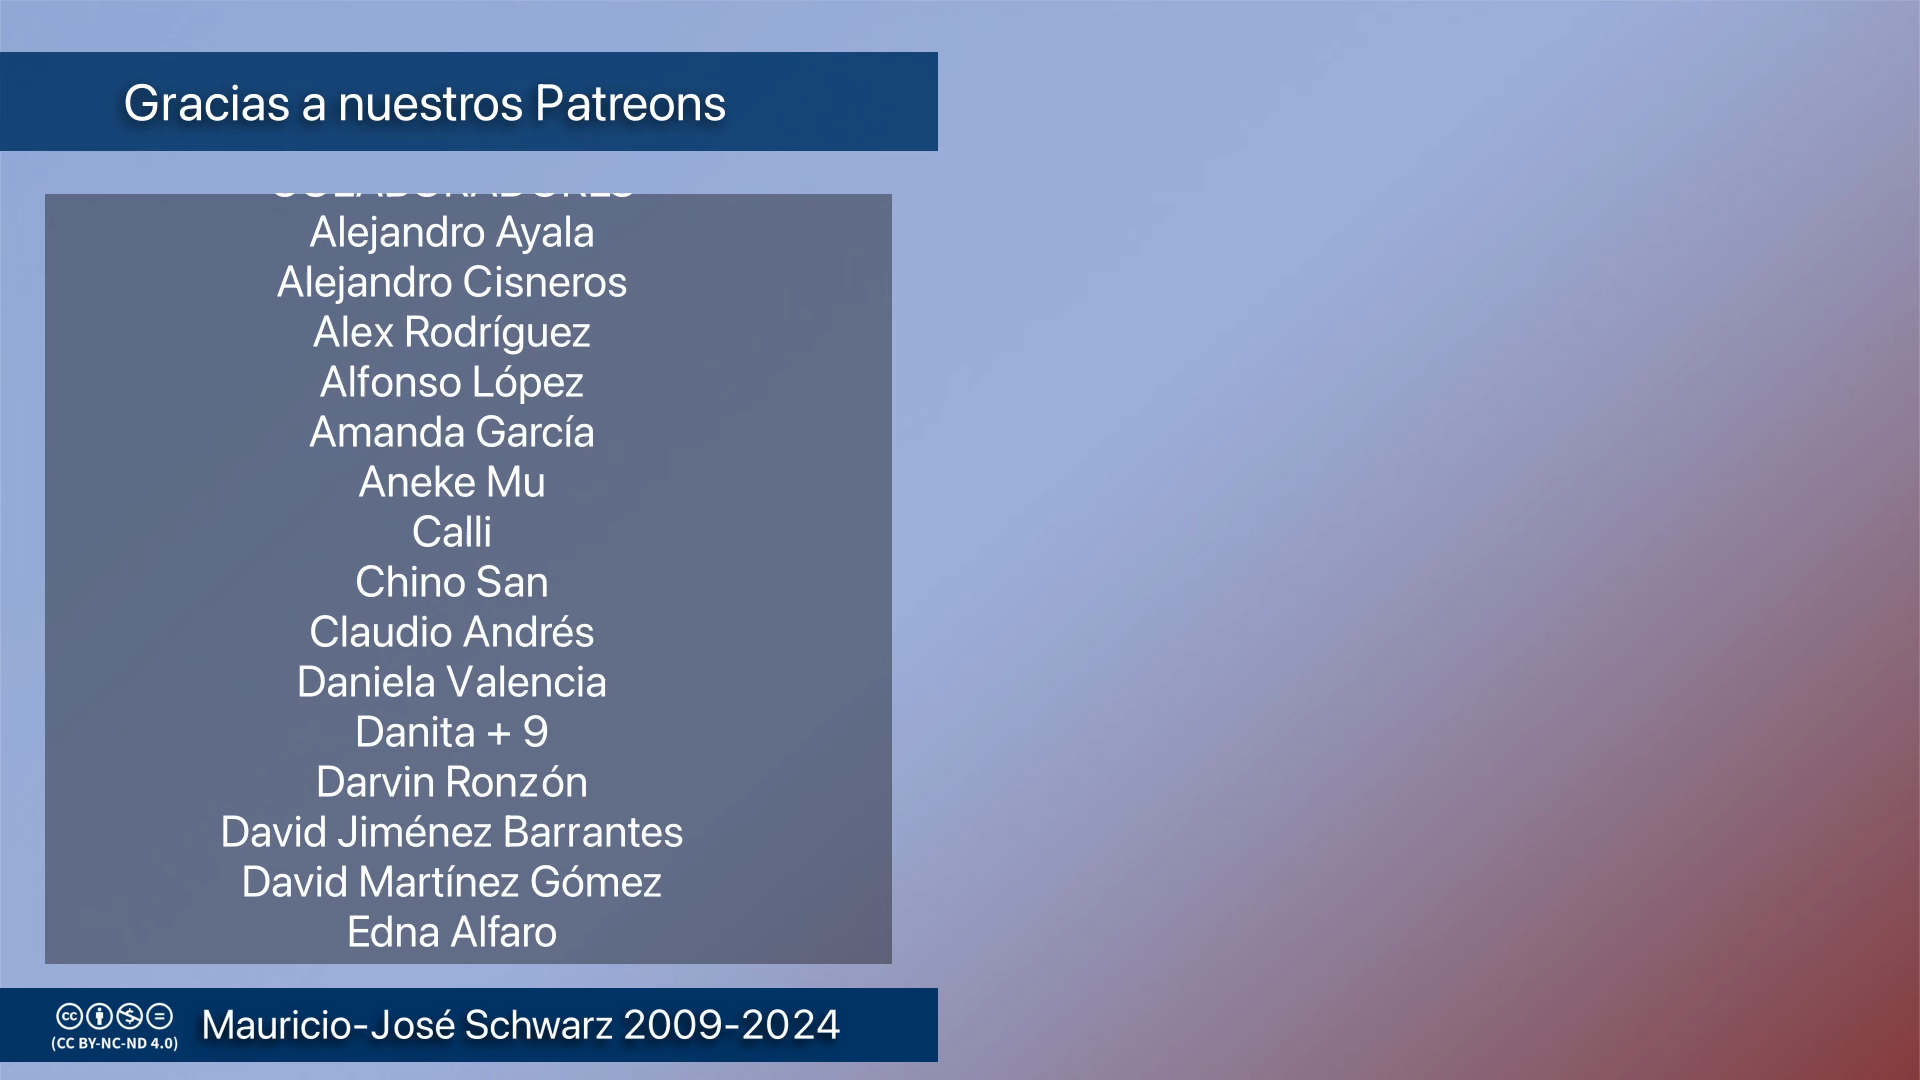 Gracias a nuestros Patreons
COLABORADORES
Alejandro Ayala
Alejandro Cisneros
Alex Rodríguez
Alfonso López
Amanda García
Aneke Mu
Calli
Chino San
Claudio Andrés
Daniela Valencia
Danita + 9
Darvin Ronzón
David Jiménez Barrantes
David Martínez Gómez
Edna Alfaro
(CC BY-NC-ND 4.0)
Mauricio-José Schwarz 2009-2024